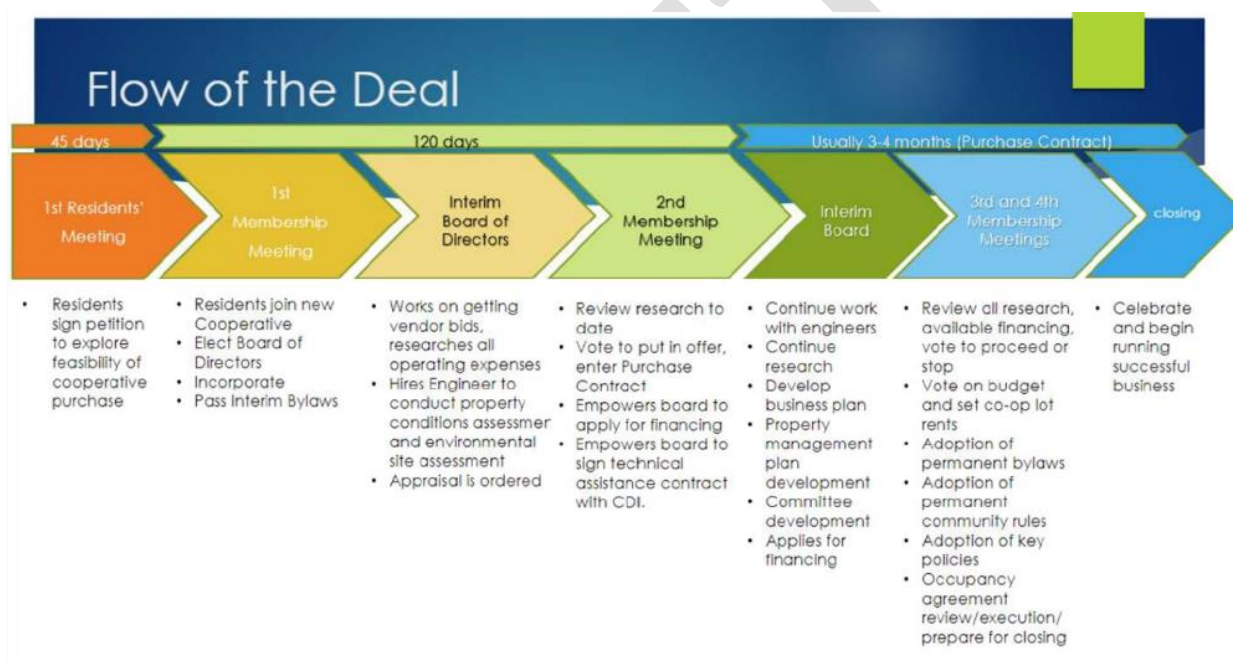 Flow of the Deal
45 days
120 days
Usually 3-4 months (Purchase Contract)
1st Residents'
Meeting
1st
Membership
Meeting
Interim
Board of
Directors
2nd
Membership
Meeting
Interim
Board
3rd and 4th
Membership
Meetings
closing
• Residents
sign petition
to explore
feasibility of
cooperative
purchase
• Residents join new
Cooperative
• Elect Board of
Directors
• Incorporate
• Pass Interim Bylaws
• Works on getting
vendor bids,
researches all
operating expenses
• Hires Engineer to
conduct property
conditions assessmen
and environmental
site assessment
• Appraisal is ordered
• Review research to
date
• Vote to put in offer,
enter Purchase
Contract
• Empowers board to
apply for financing
• Empowers board to
sign technical
assistance contract
with CDI.
• Continue work
with engineers
• Continue
research
• Develop
business plan
• Property
management
plan
development
• Committee
development
• Applies for
financing
• Review all research,
available financing,
vote to proceed or
stop
• Vote on budget
and set co-op lot
rents
• Adoption of
permanent bylaws
• Adoption of
permanent
community rules
• Adoption of key
policies
• Occupancy
agreement
review/execution/
prepare for closing
• Celebrate
and begin
running
successful
business